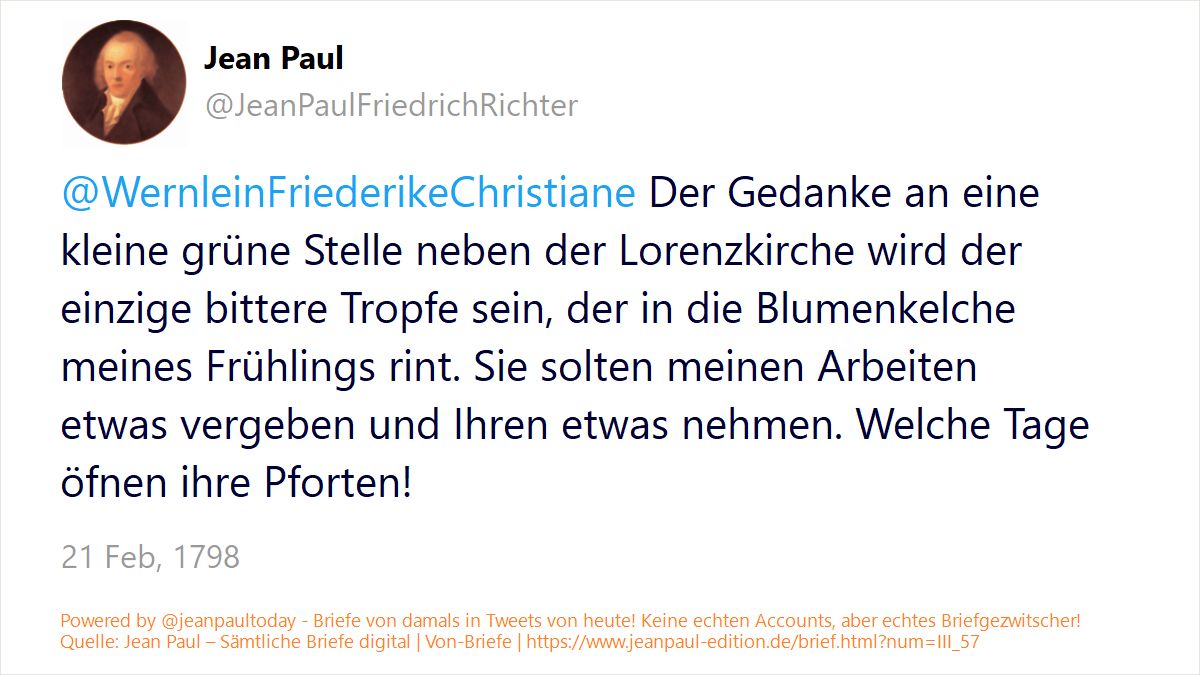 Jean Paul
@JeanPaulFriedrichRichter
@WernleinFriederikeChristiane Der Gedanke an eine
kleine grüne Stelle neben der Lorenzkirche wird der
einzige bittere Tropfe sein, der in die Blumenkelche
meines Frühlings rint. Sie solten meinen Arbeiten
etwas vergeben und Ihren etwas nehmen. Welche Tage
öfnen ihre Pforten!
21 Feb, 1798
Powered by @jeanpaultoday - Briefe von damals in Tweets von heute! Keine echten Accounts, aber echtes Briefgezwitscher!
Quelle: Jean Paul – Sämtliche Briefe digital | Von-Briefe | https://www.jeanpaul-edition.de/brief.html?num=III_57